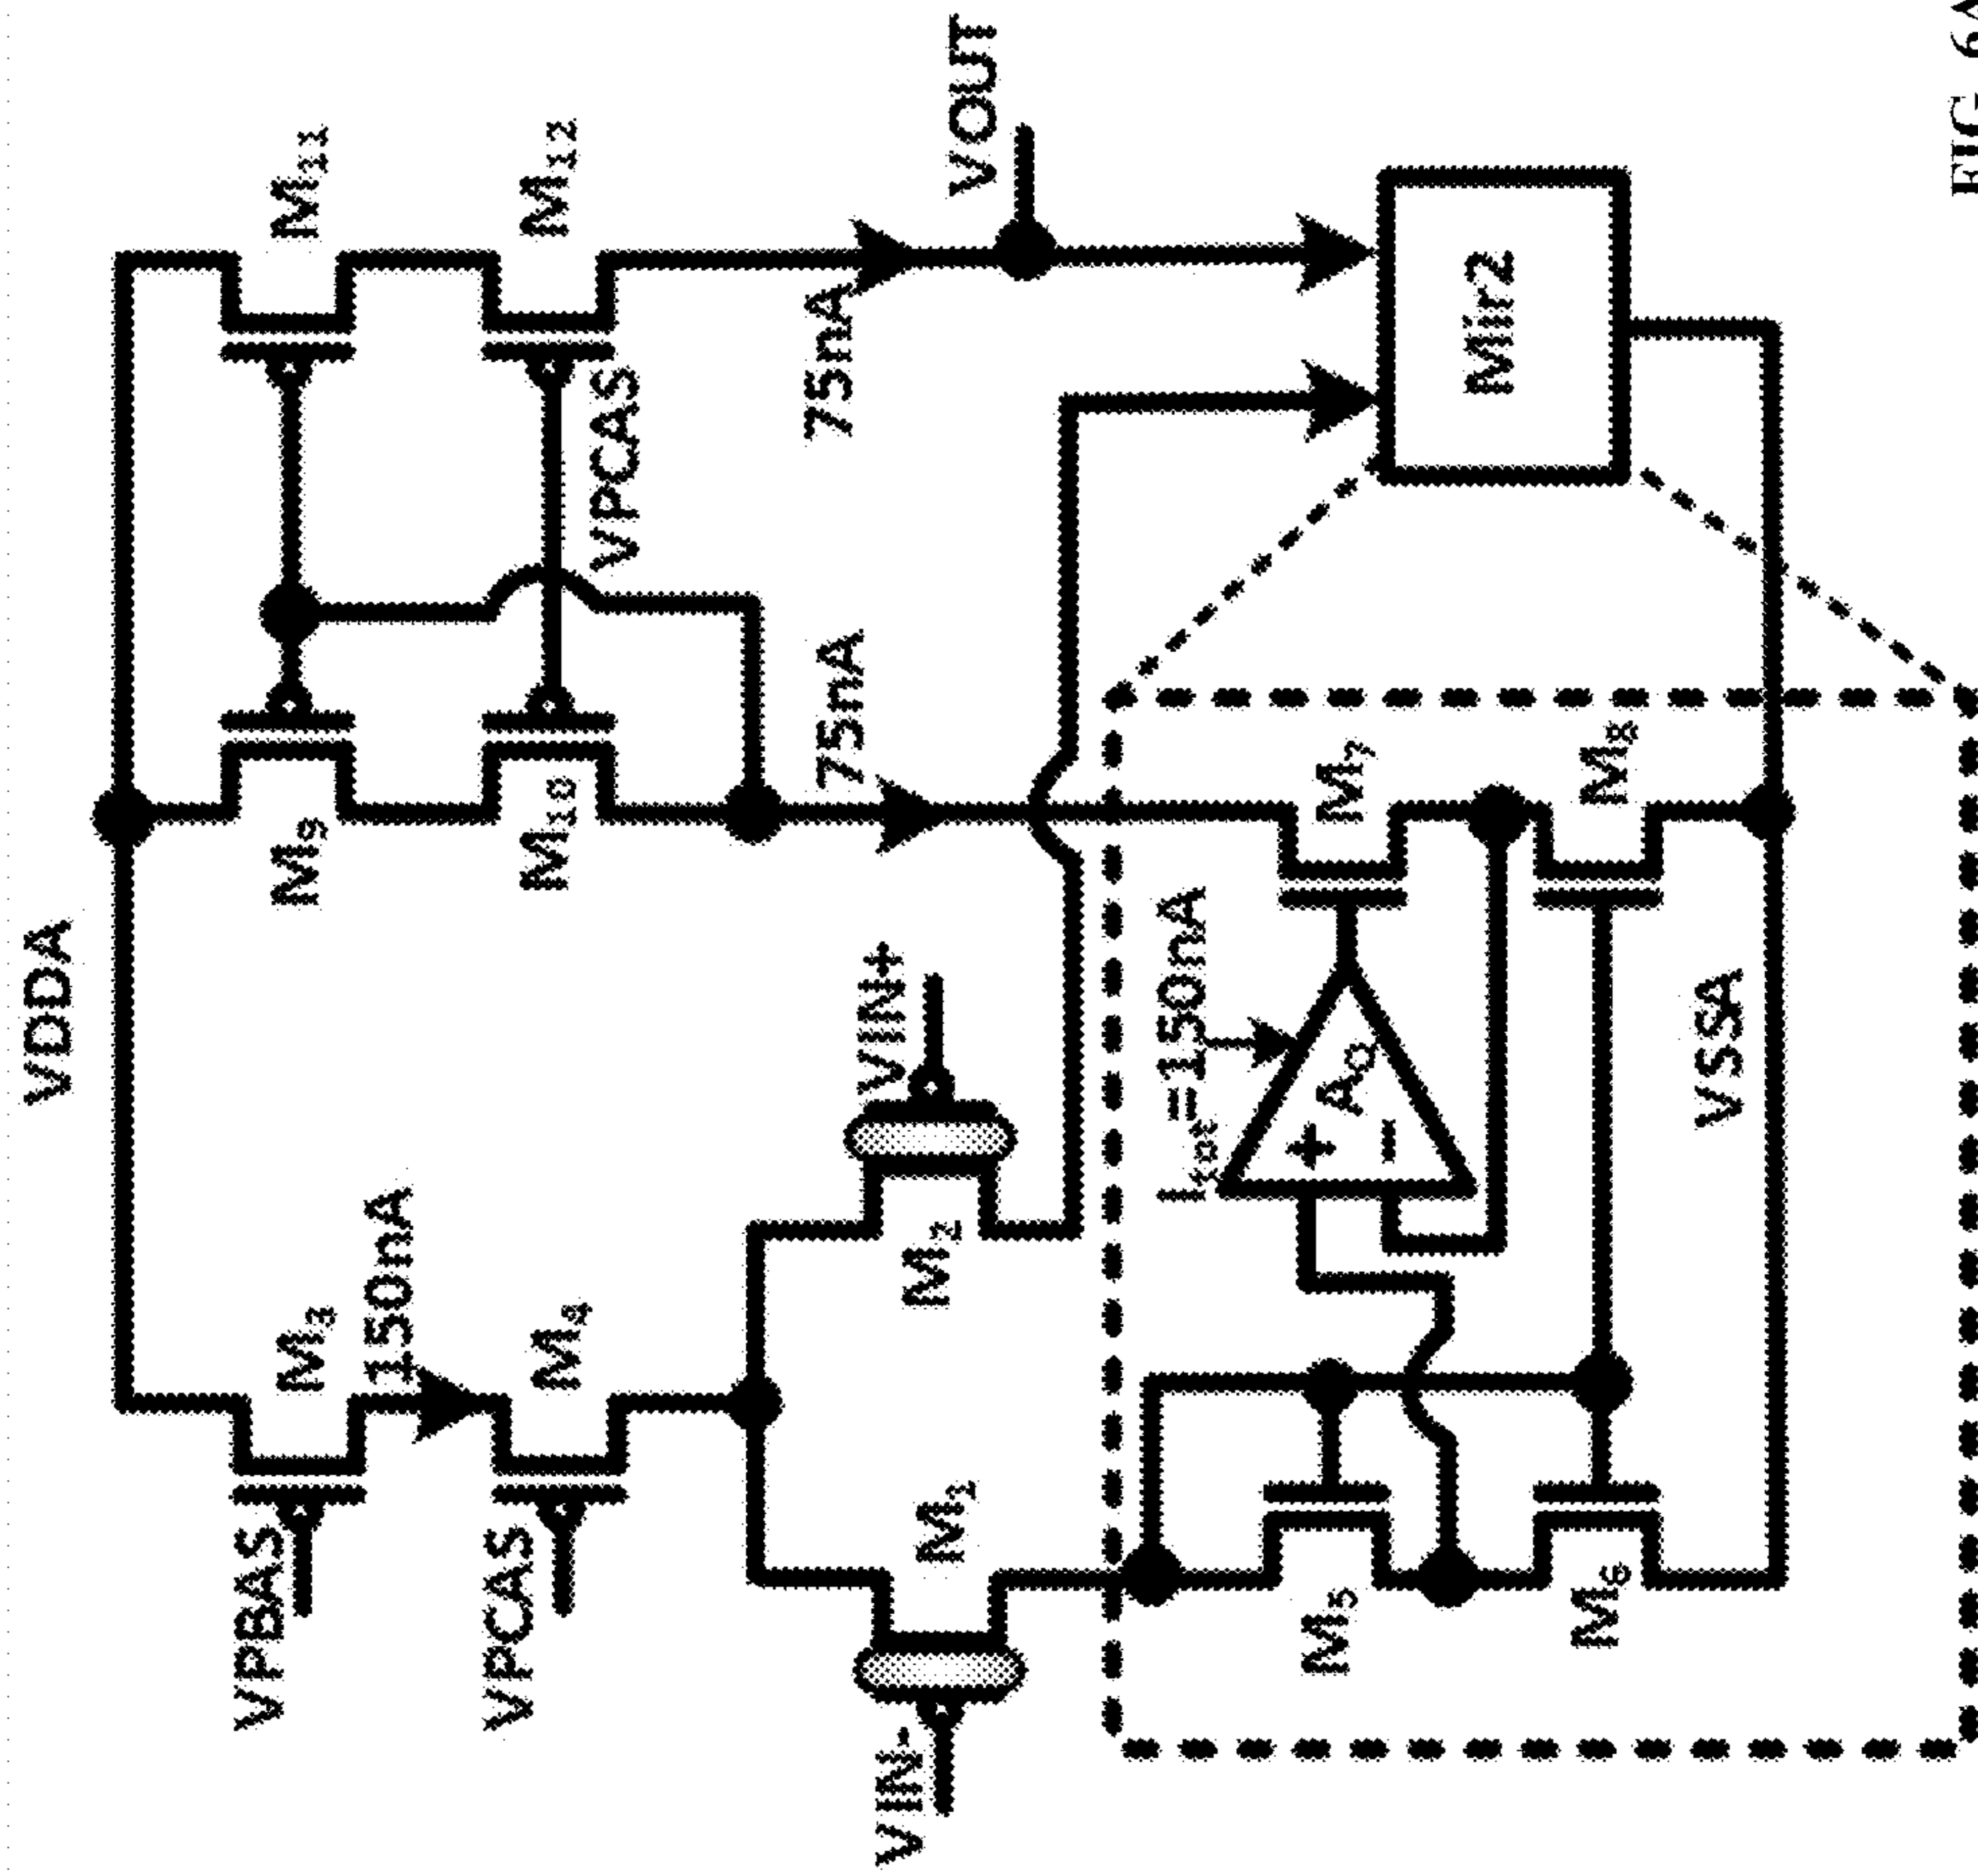 VDDA
VPBAS
M₃
M₉
M₁₁
150nA
VPCAS
M₄
M₁₀
M₁₂
VPCAS
75nA
75nA
VIN-
M₁
M₂
VIN+
VOUT
Iₜₒₜ=150nA
M₅
+
-
M₇
Mir2
M₆
M₈
VSSA
FIG. 6A